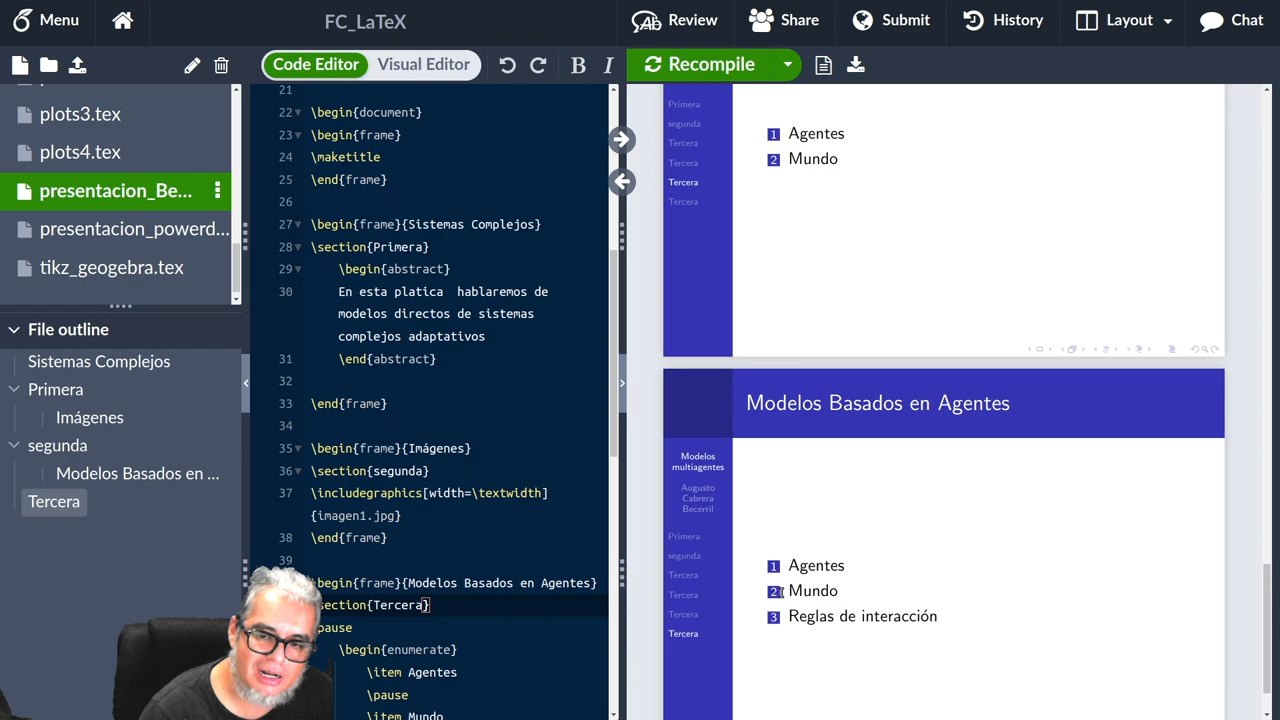 Menu
FC_LaTeX
Review
Share
Submit
History
Layout
Chat
Code Editor
Visual Editor
B
I
Recompile
plots3.tex
plots4.tex
presentacion_Be...
presentacion_powerd...
tikz_geogebra.tex
File outline
Sistemas Complejos
Primera
Imágenes
segunda
Modelos Basados en ...
Tercera
21
22 \begin{document}
23 \begin{frame}
24 \maketitle
25 \end{frame}
26
27 \begin{frame}{Sistemas Complejos}
28 \section{Primera}
29 \begin{abstract}
30 En esta platica hablaremos de
modelos directos de sistemas
complejos adaptativos
31 \end{abstract}
32
33 \end{frame}
34
35 \begin{frame}{Imágenes}
36 \section{segunda}
37 \includegraphics[width=\textwidth]
{imagen1.jpg}
38 \end{frame}
39
begin{frame}{Modelos Basados en Agentes}
section{Tercera}
pause
\begin{enumerate}
\item Agentes
\pause
\item Mundo
Primera
segunda
Tercera
Tercera
Tercera
Tercera
1 Agentes
2 Mundo
Modelos Basados en Agentes
Modelos
multiagentes
Augusto
Cabrera
Becerril
Primera
segunda
Tercera
Tercera
Tercera
Tercera
1 Agentes
2 Mundo
3 Reglas de interacción